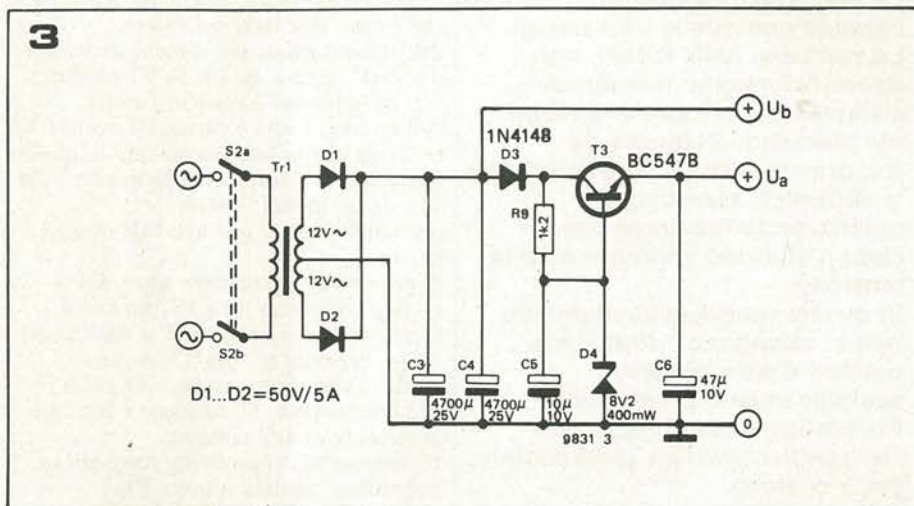 3
S2a
Tr1
D1
12V~
12V~
D2
S2b
D1...D2=50V/5A
1N4148
D3
T3
BC547B
R9
1k2
+ Ub
+ Ua
C3
4700µ
25V
C4
4700µ
25V
C5
10µ
10V
D4
8V2
400mW
C6
47µ
10V
0
9831 3